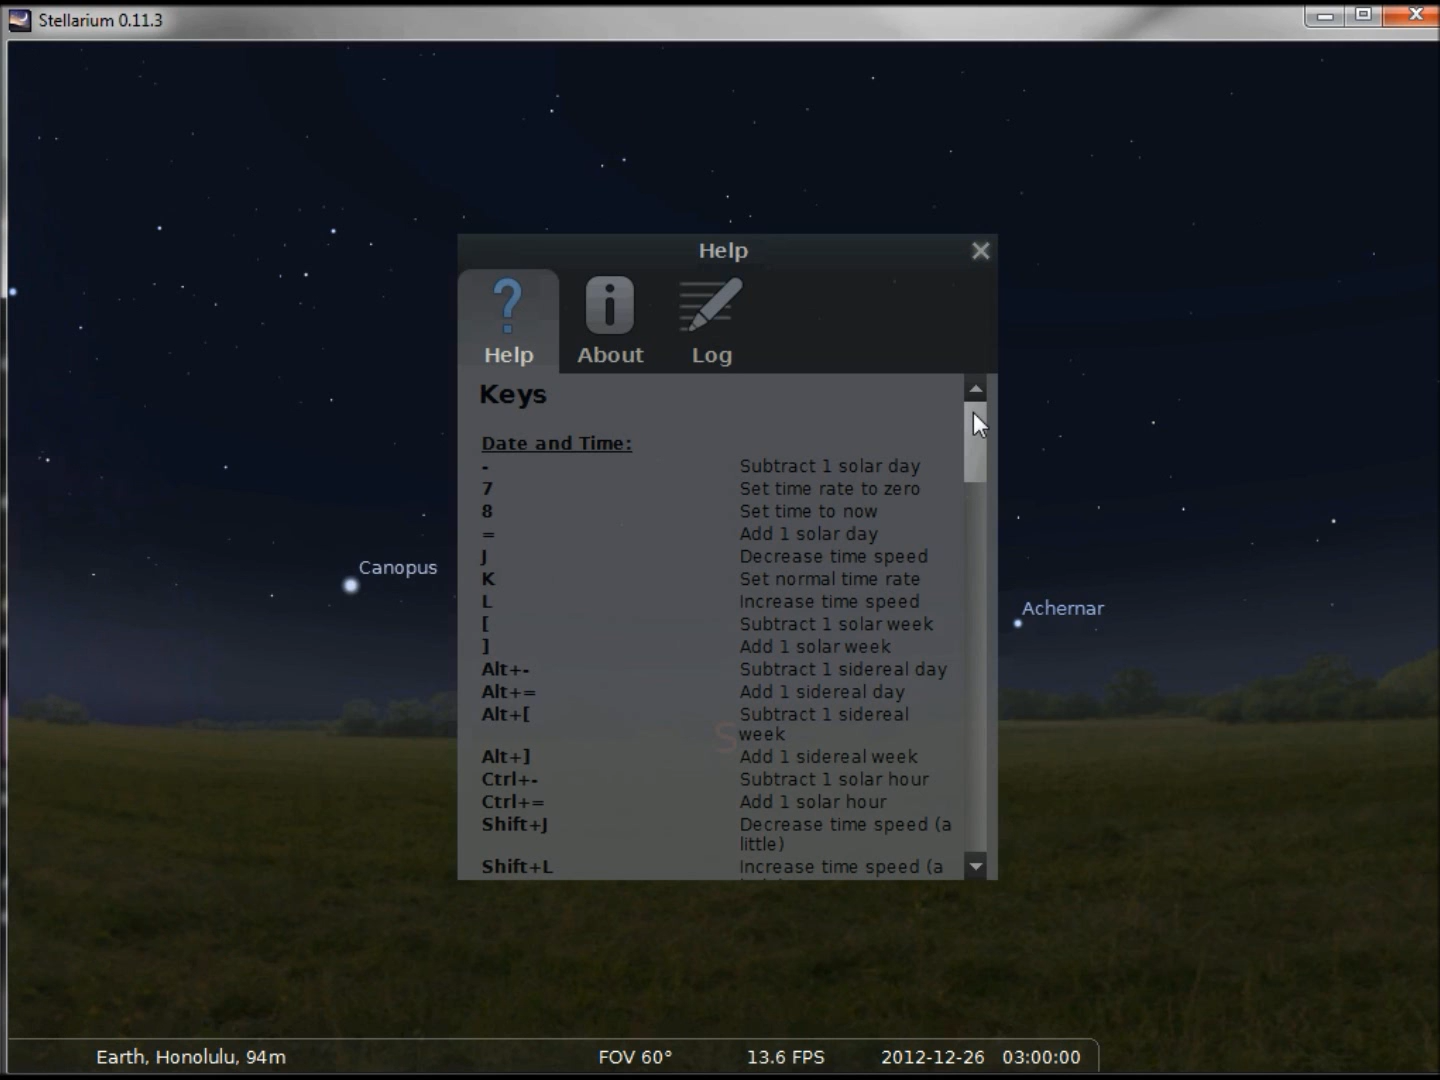 Stellarium 0.11.3
Help
Help About Log
Keys
Date and Time:
- Subtract 1 solar day
7 Set time rate to zero
8 Set time to now
= Add 1 solar day
J Decrease time speed
K Set normal time rate
L Increase time speed
[ Subtract 1 solar week
] Add 1 solar week
Alt+- Subtract 1 sidereal day
Alt+= Add 1 sidereal day
Alt+[ Subtract 1 sidereal
week
Alt+] Add 1 sidereal week
Ctrl+- Subtract 1 solar hour
Ctrl+= Add 1 solar hour
Shift+J Decrease time speed (a
little)
Shift+L Increase time speed (a
Canopus
Achernar
S
Earth, Honolulu, 94m FOV 60° 13.6 FPS 2012-12-26 03:00:00